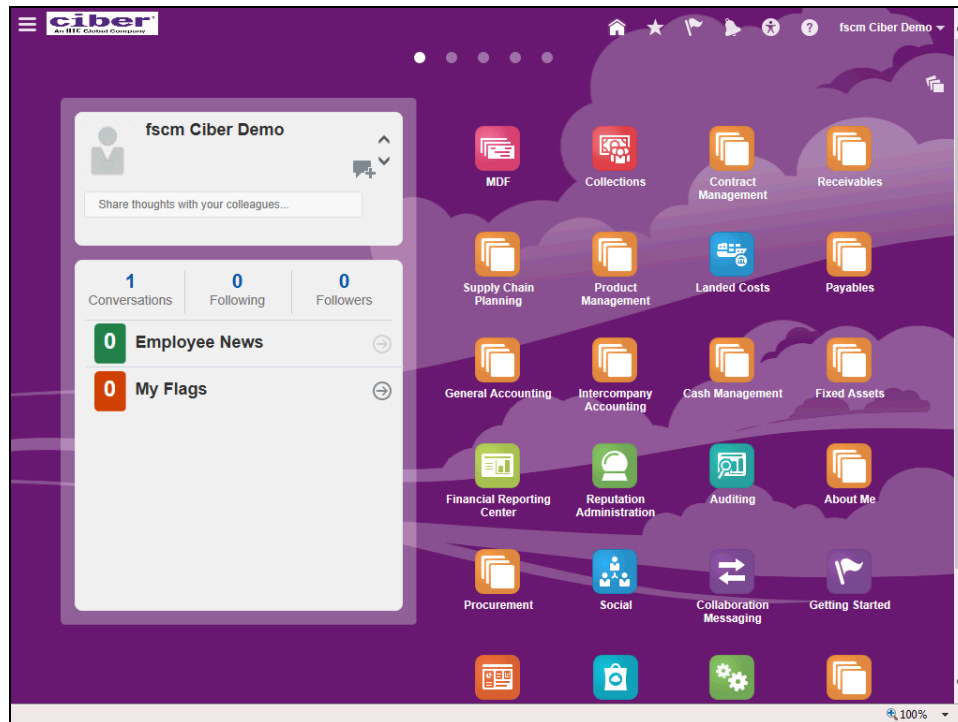 ciber
An HTC Global Company
fscm Ciber Demo
fscm Ciber Demo
Share thoughts with your colleagues...
1
0
0
Conversations
Following
Followers
0 Employee News
0 My Flags
MDF
Collections
Contract
Management
Receivables
Supply Chain
Planning
Product
Management
Landed Costs
Payables
General Accounting
Intercompany
Accounting
Cash Management
Fixed Assets
Financial Reporting
Center
Reputation
Administration
Auditing
About Me
Procurement
Social
Collaboration
Messaging
Getting Started
100%